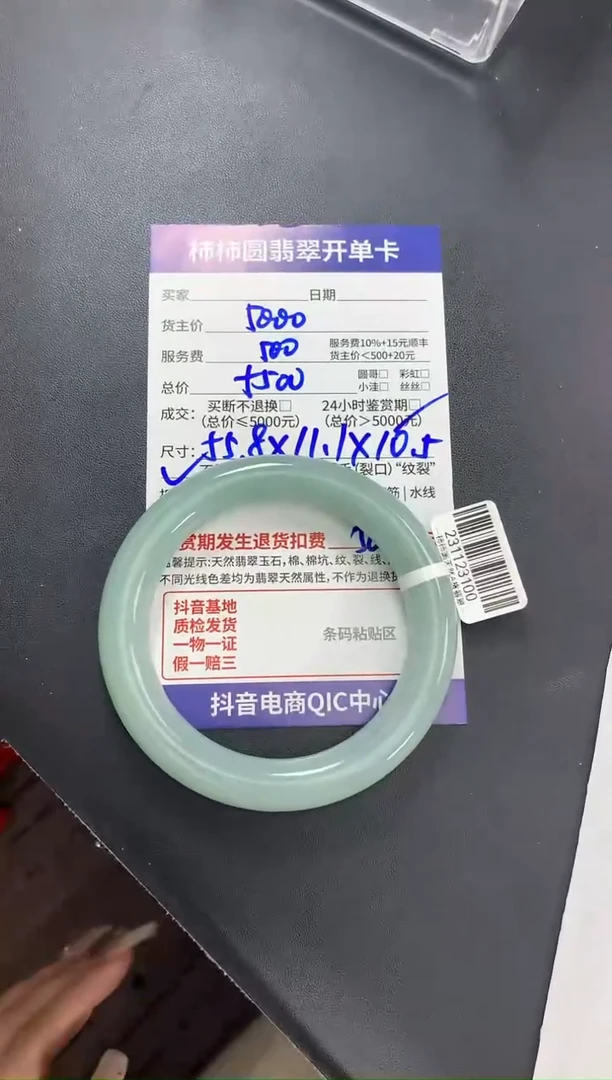 柿柿圆翡翠开单卡
买家 日期
货主价 5000
服务费 500 服务费10%+15元顺丰
货主价<500+20元
总价 5500 圆哥□ 彩虹□
小洼□ 丝丝□
成交: 买断不退换□ 24小时鉴赏期□
(总价≤5000元) (总价>5000元)
尺寸: 55.8X11.1X10.5
(裂口) “纹裂”
筋 | 水线
赏期发生退货扣费
馨提示:天然翡翠玉石,棉、棉坑、纹、裂、线、
不同光线色差均为翡翠天然属性,不作为退换
抖音基地
质检发货
一物一证
假一赔三
条码粘贴区
抖音电商QIC中心
231123100